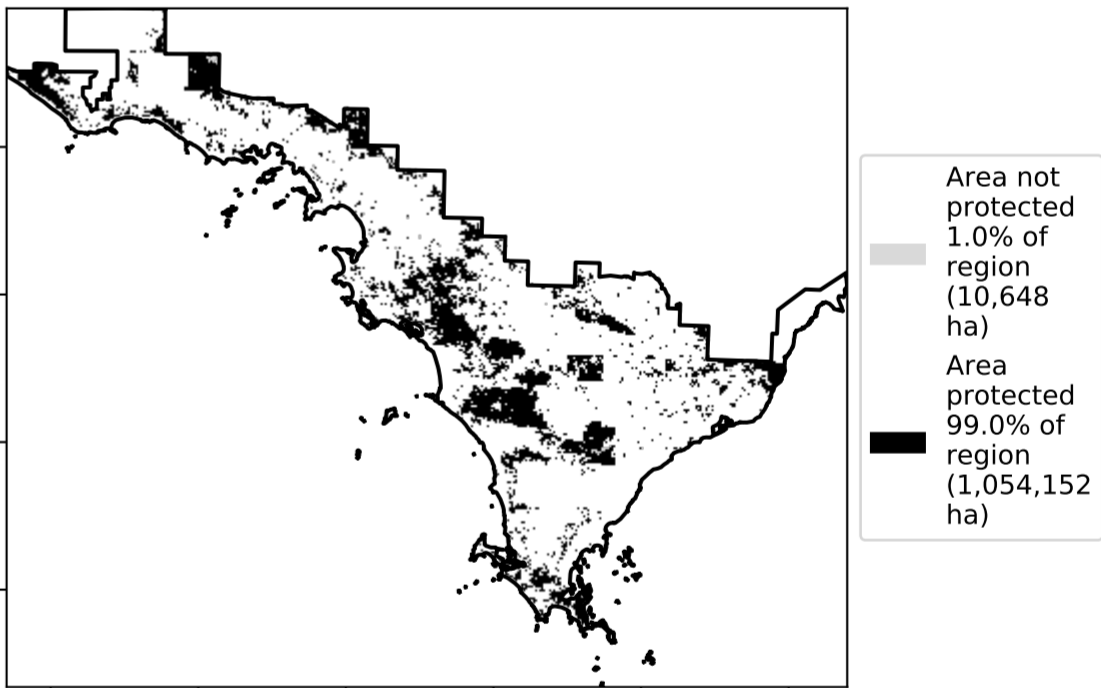 Area not
protected
1.0% of
region
(10,648
ha)
Area
protected
99.0% of
region
(1,054,152
ha)